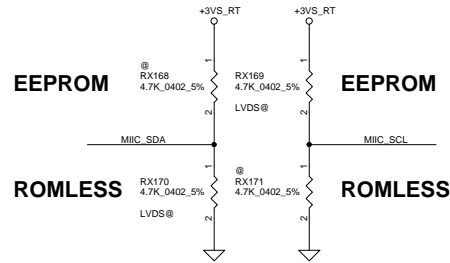 +3VS_RT
+3VS_RT
1
1
@
RX168
4.7K_0402_5%
RX169
4.7K_0402_5%
EEPROM
EEPROM
2
LVDS@
2
MIIC_SDA
MIIC_SCL
1
@
1
RX170
4.7K_0402_5%
RX171
4.7K_0402_5%
ROMLESS
ROMLESS
LVDS@
2
2